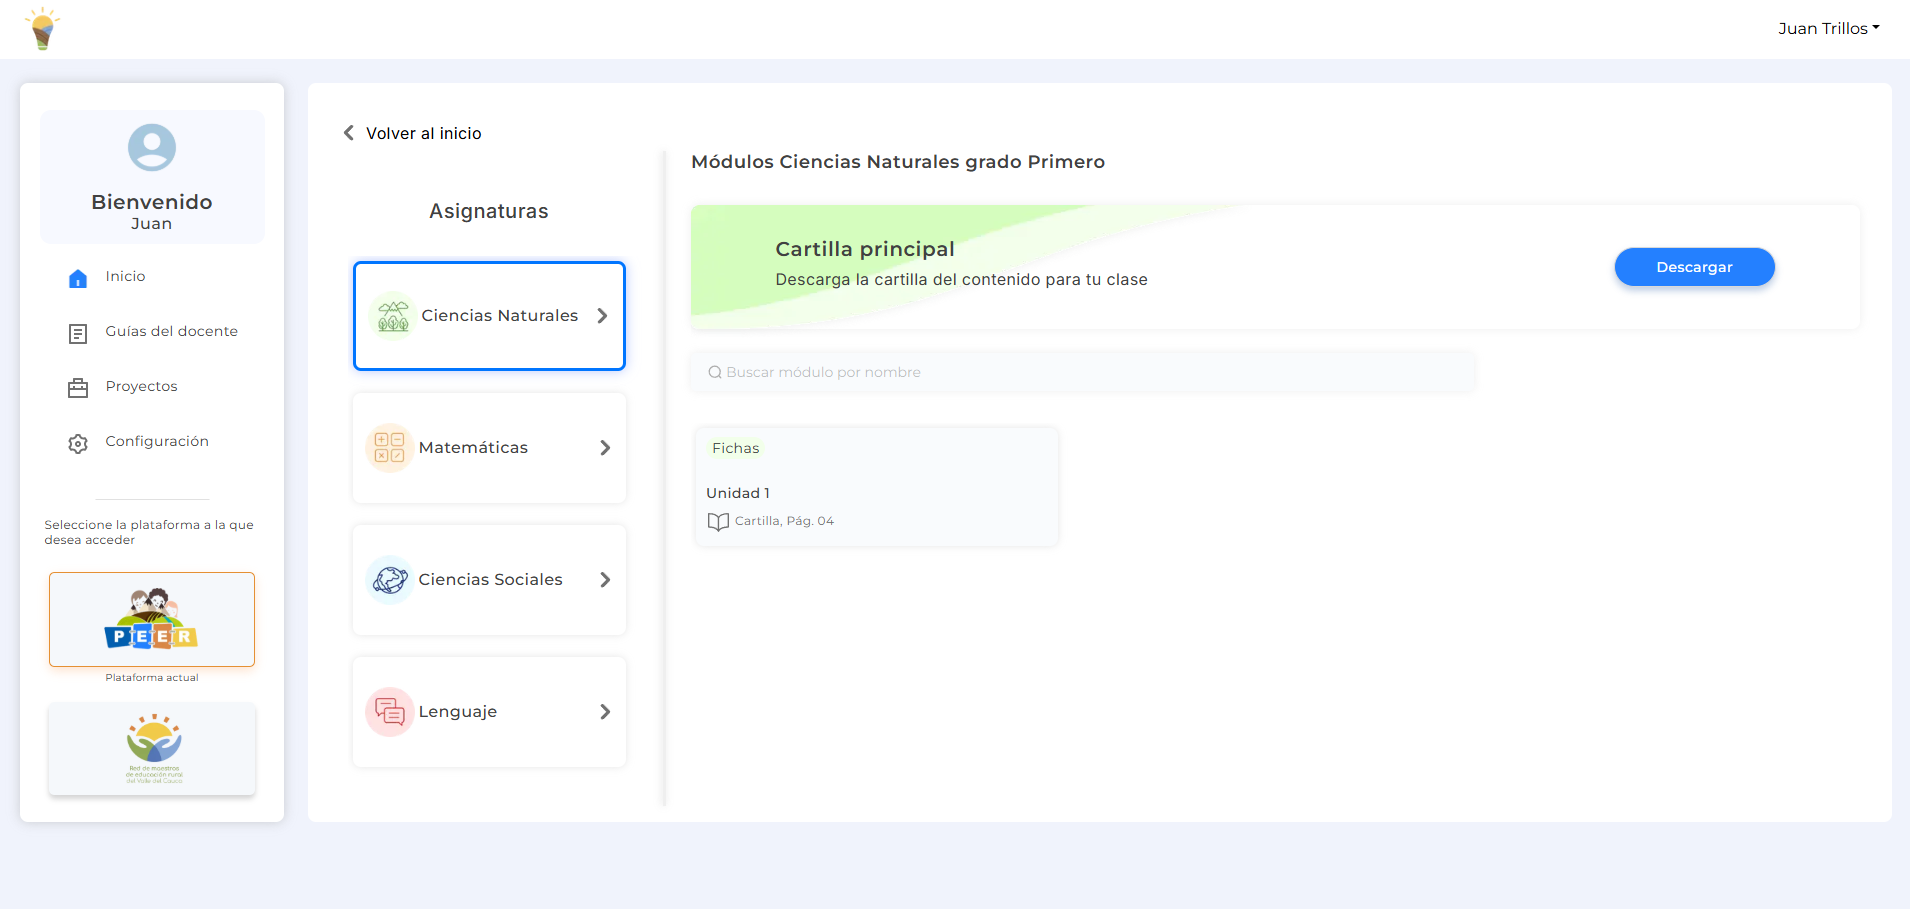 Juan Trillos
Bienvenido
Juan
Inicio
Guías del docente
Proyectos
Configuración
Seleccione la plataforma a la que
desea acceder
PEER
Plataforma actual
Red de maestros
de educación rural
del Valle del Cauca
Volver al inicio
Asignaturas
Ciencias Naturales
Matemáticas
Ciencias Sociales
Lenguaje
Módulos Ciencias Naturales grado Primero
Cartilla principal
Descarga la cartilla del contenido para tu clase
Descargar
Buscar módulo por nombre
Fichas
Unidad 1
Cartilla, Pág. 04